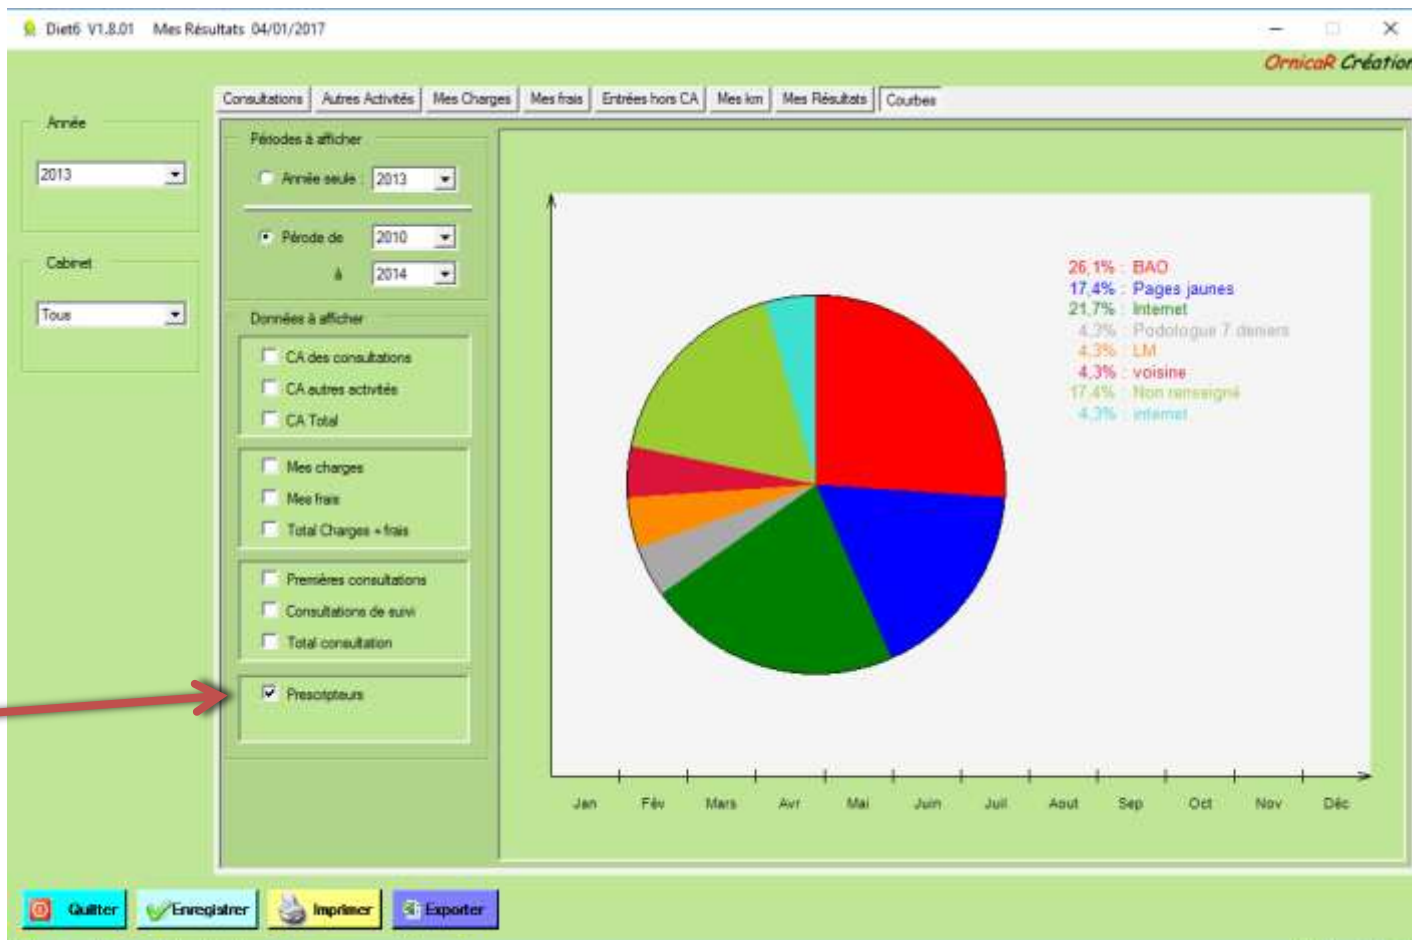 Diet6 V1.8.01 Mes Résultats 04/01/2017
OrnicaR Création
Consultations Autres Activités Mes Charges Mes frais Entrées hors CA Mes km Mes Résultats Courbes
Année
2013
Cabinet
Tous
Périodes à afficher
Année seule : 2013
Pérode de 2010
à 2014
Données à afficher
CA des consultations
CA autres activités
CA Total
Mes charges
Mes frais
Total Charges + frais
Premières consultations
Consultations de suivi
Total consultation
Prescripteurs
26,1% : BAO
17,4% : Pages jaunes
21,7% : Internet
4,3% : Podologue 7 deniers
4,3% : LM
4,3% : voisine
17,4% : Non renseigné
4,3% : internet
Jan Fév Mars Avr Mai Juin Juil Aout Sep Oct Nov Déc
Quitter Enregistrer Imprimer Exporter